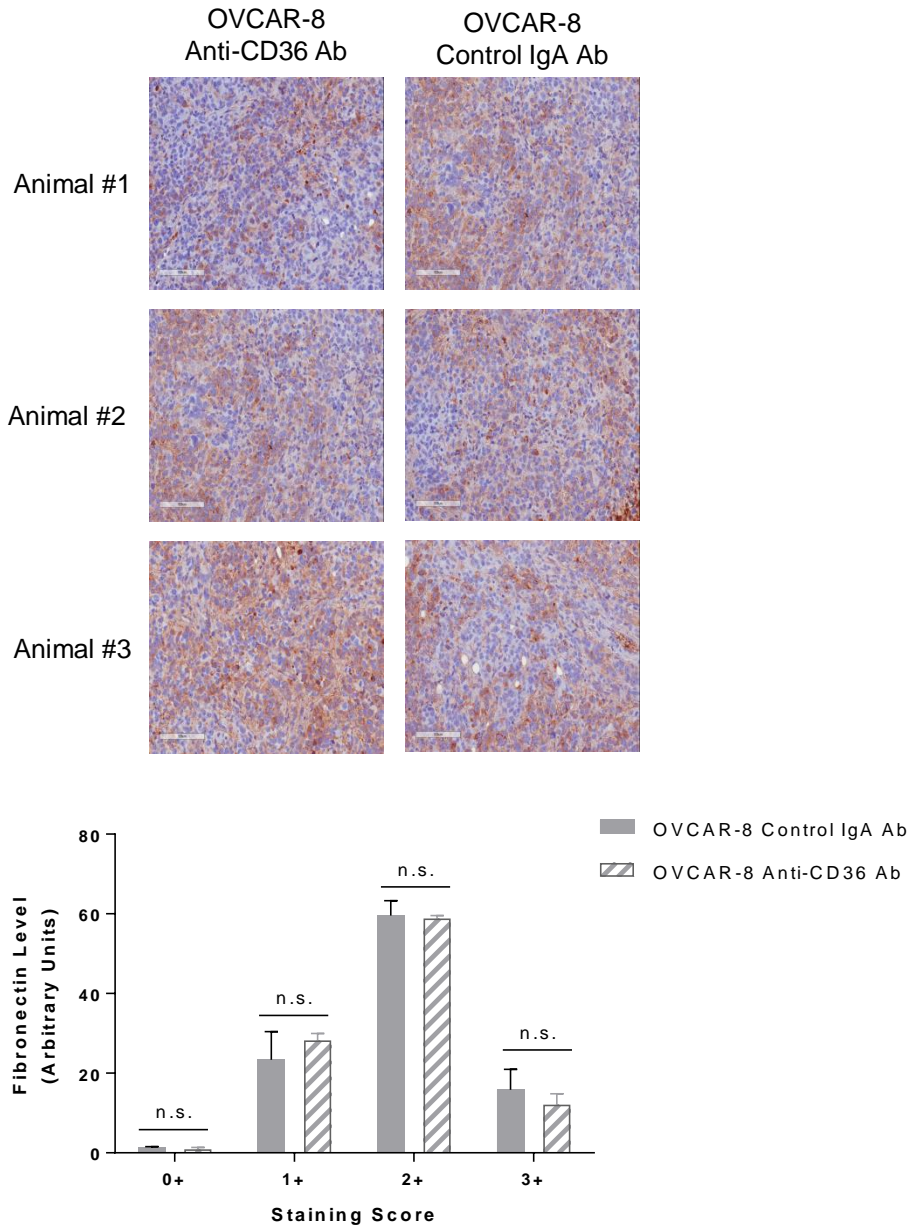 OVCAR-8
Anti-CD36 Ab
OVCAR-8
Control IgA Ab
Animal #1
Animal #2
Animal #3
OVCAR-8 Control IgA Ab
OVCAR-8 Anti-CD36 Ab
Fibronectin Level
(Arbitrary Units)
80
60
40
20
0
n.s.
n.s.
n.s.
n.s.
0+
1+
2+
3+
Staining Score